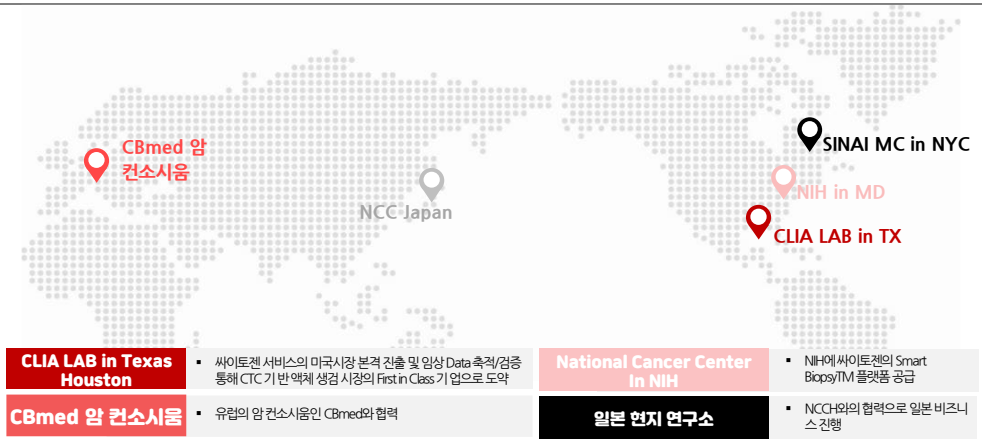 CBmed 암
컨소시움
NCC Japan
SINAI MC in NYC
NIH in MD
CLIA LAB in TX
CLIA LAB in Texas
Houston
▪ 싸이토젠 서비스의 미국시장 본격 진출 및 임상 Data 축적/검증
통해 CTC 기반 액체 생검 시장의 First in Class 기업으로 도약
National Cancer Center
In NIH
▪ NIH에 싸이토젠의 Smart
BiopsyTM 플랫폼 공급
CBmed 암 컨소시움
▪ 유럽의 암 컨소시움인 CBmed와 협력
일본 현지 연구소
▪ NCCH와의 협력으로 일본 비즈니
스 진행